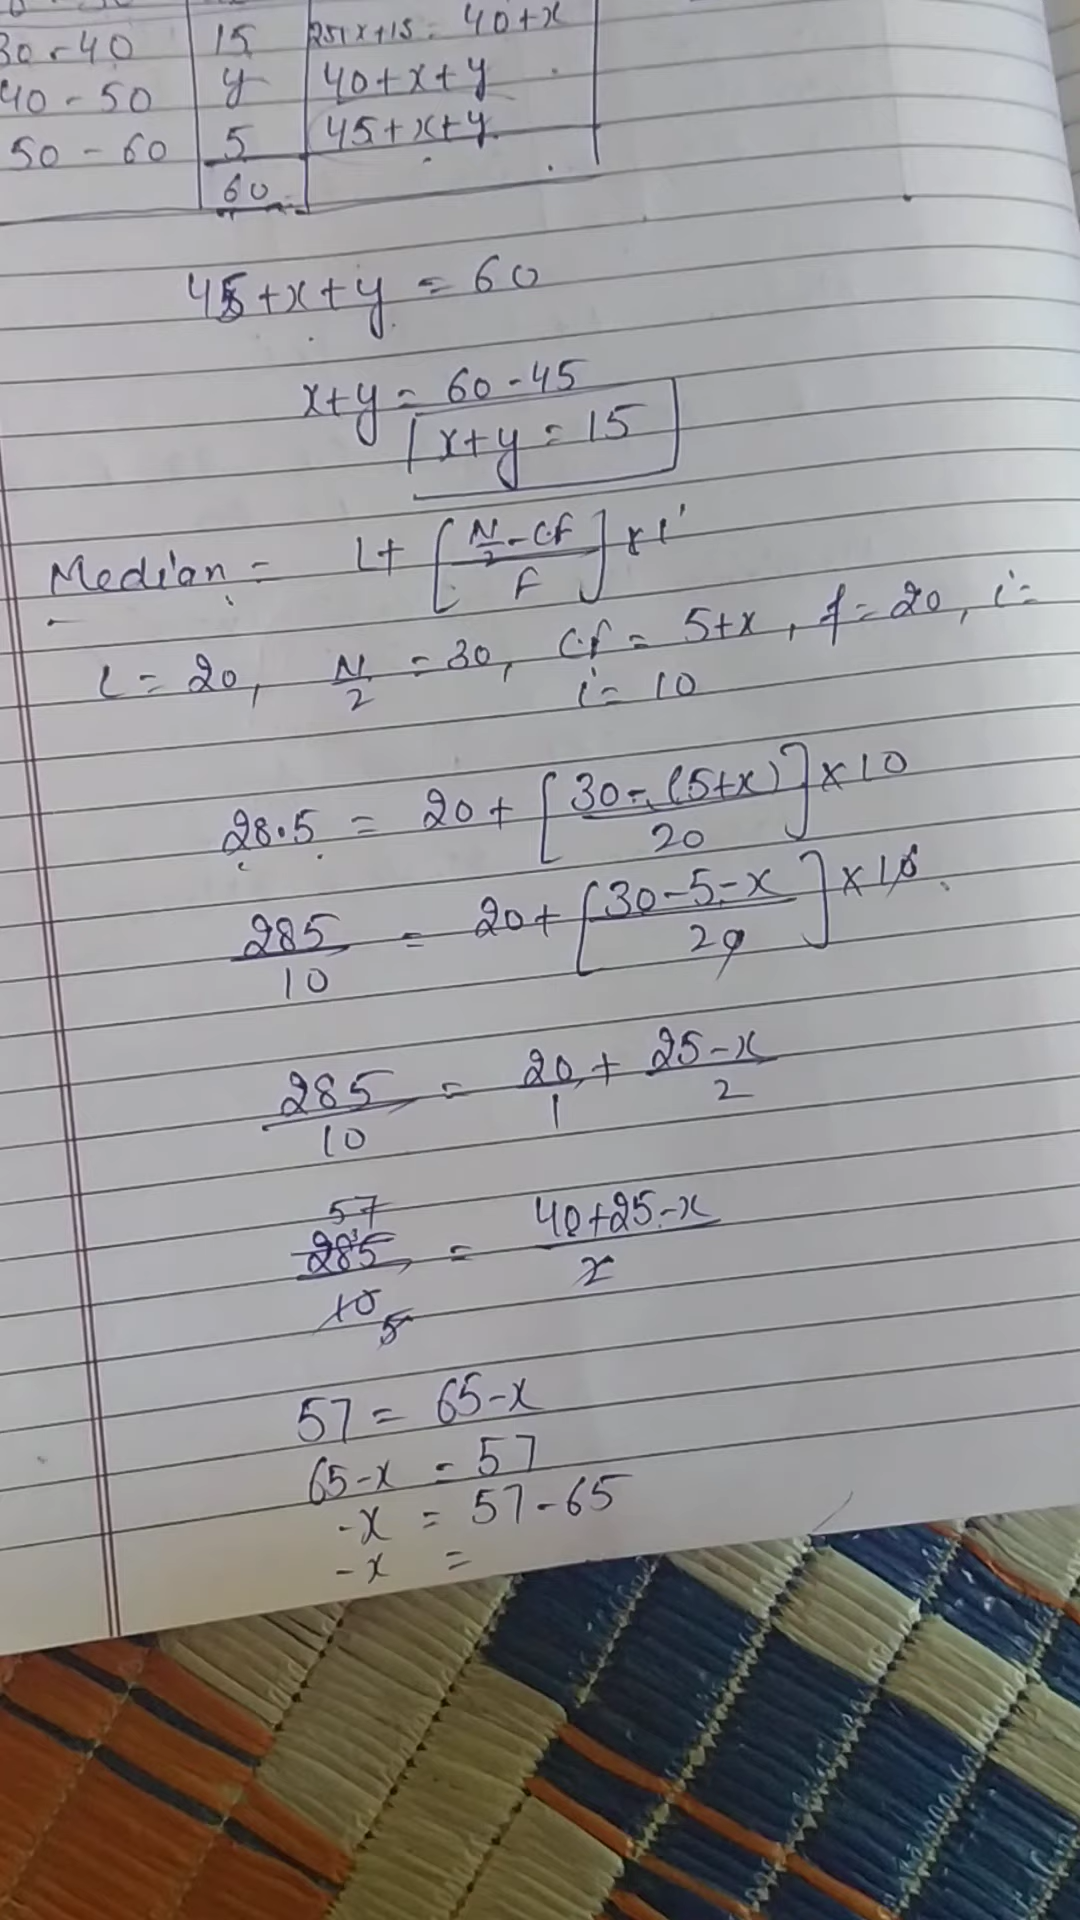 30-40 15 25+x+15= 40+x
40-50 y 40+x+y
50-60 5 45+x+y
60
45+x+y = 60
x+y = 60-45
x+y = 15
Median = L+ [N/2-Cf / F] × i
L=20, N/2 = 30, Cf = 5+x, f=20, i=
i= 10
28.5 = 20+ [30-(5+x) / 20] × 10
285/10 = 20+ [30-5-x / 20] × 10
285/10 = 20/1 + 25-x/2
57
285/10 = 40+25-x/2
5
57 = 65-x
65-x = 57
-x = 57-65
-x =